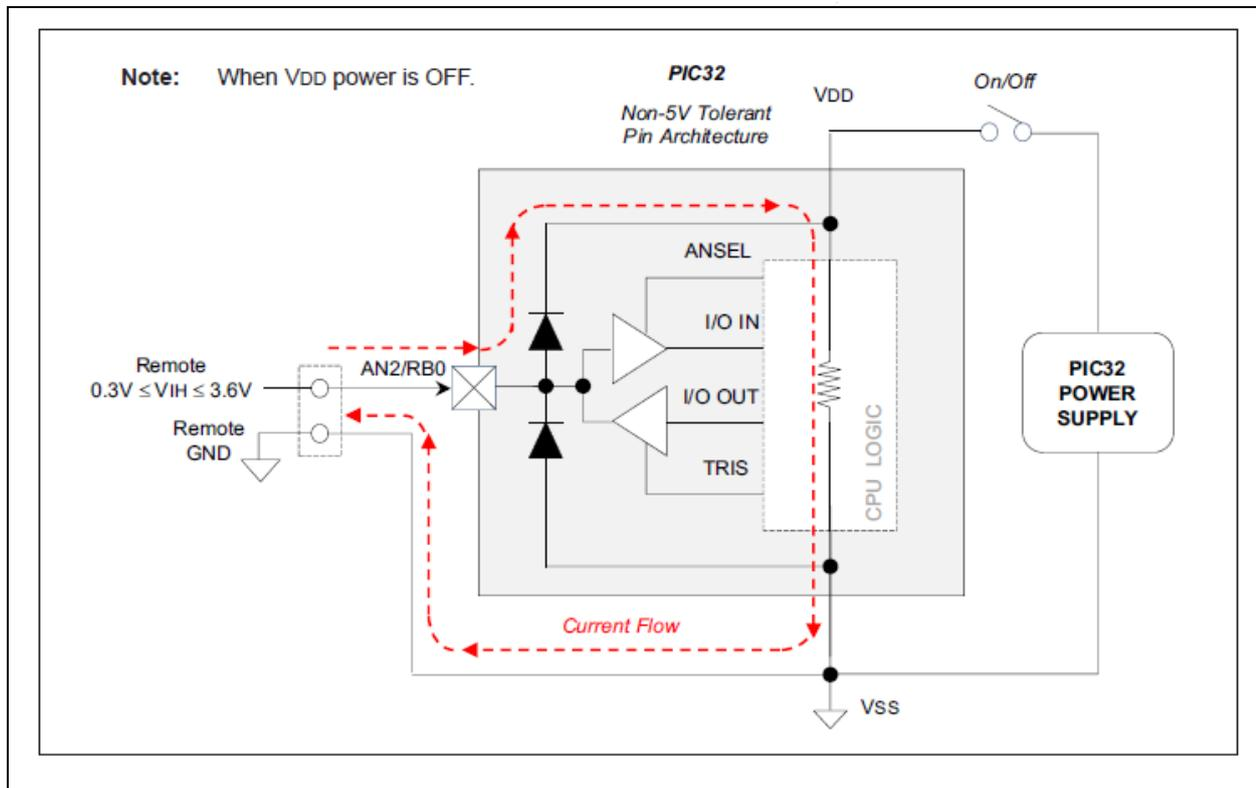 Note: When VDD power is OFF.
PIC32
Non-5V Tolerant
Pin Architecture
VDD
On/Off
ANSEL
I/O IN
Remote
0.3V ≤ VIH ≤ 3.6V
AN2/RB0
I/O OUT
Remote
GND
TRIS
CPU LOGIC
PIC32
POWER
SUPPLY
Current Flow
VSS